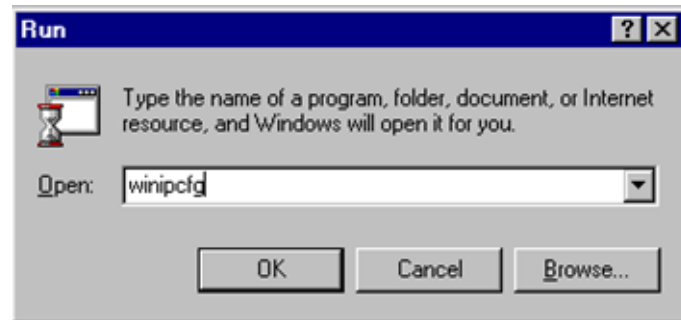 Run
Type the name of a program, folder, document, or Internet
resource, and Windows will open it for you.
Open: winipcfg
OK Cancel Browse...